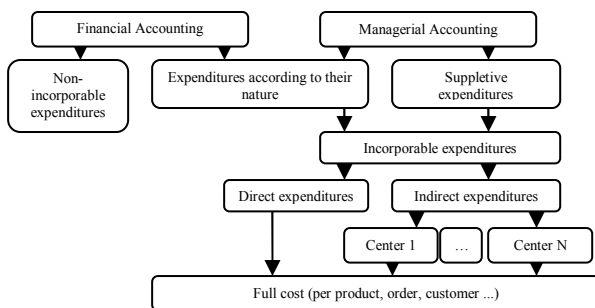 Financial Accounting
Managerial Accounting
Non-
incorporable
expenditures
Expenditures according to their
nature
Suppletive
expenditures
Incorporable expenditures
Direct expenditures
Indirect expenditures
Center 1
…
Center N
Full cost (per product, order, customer ...)